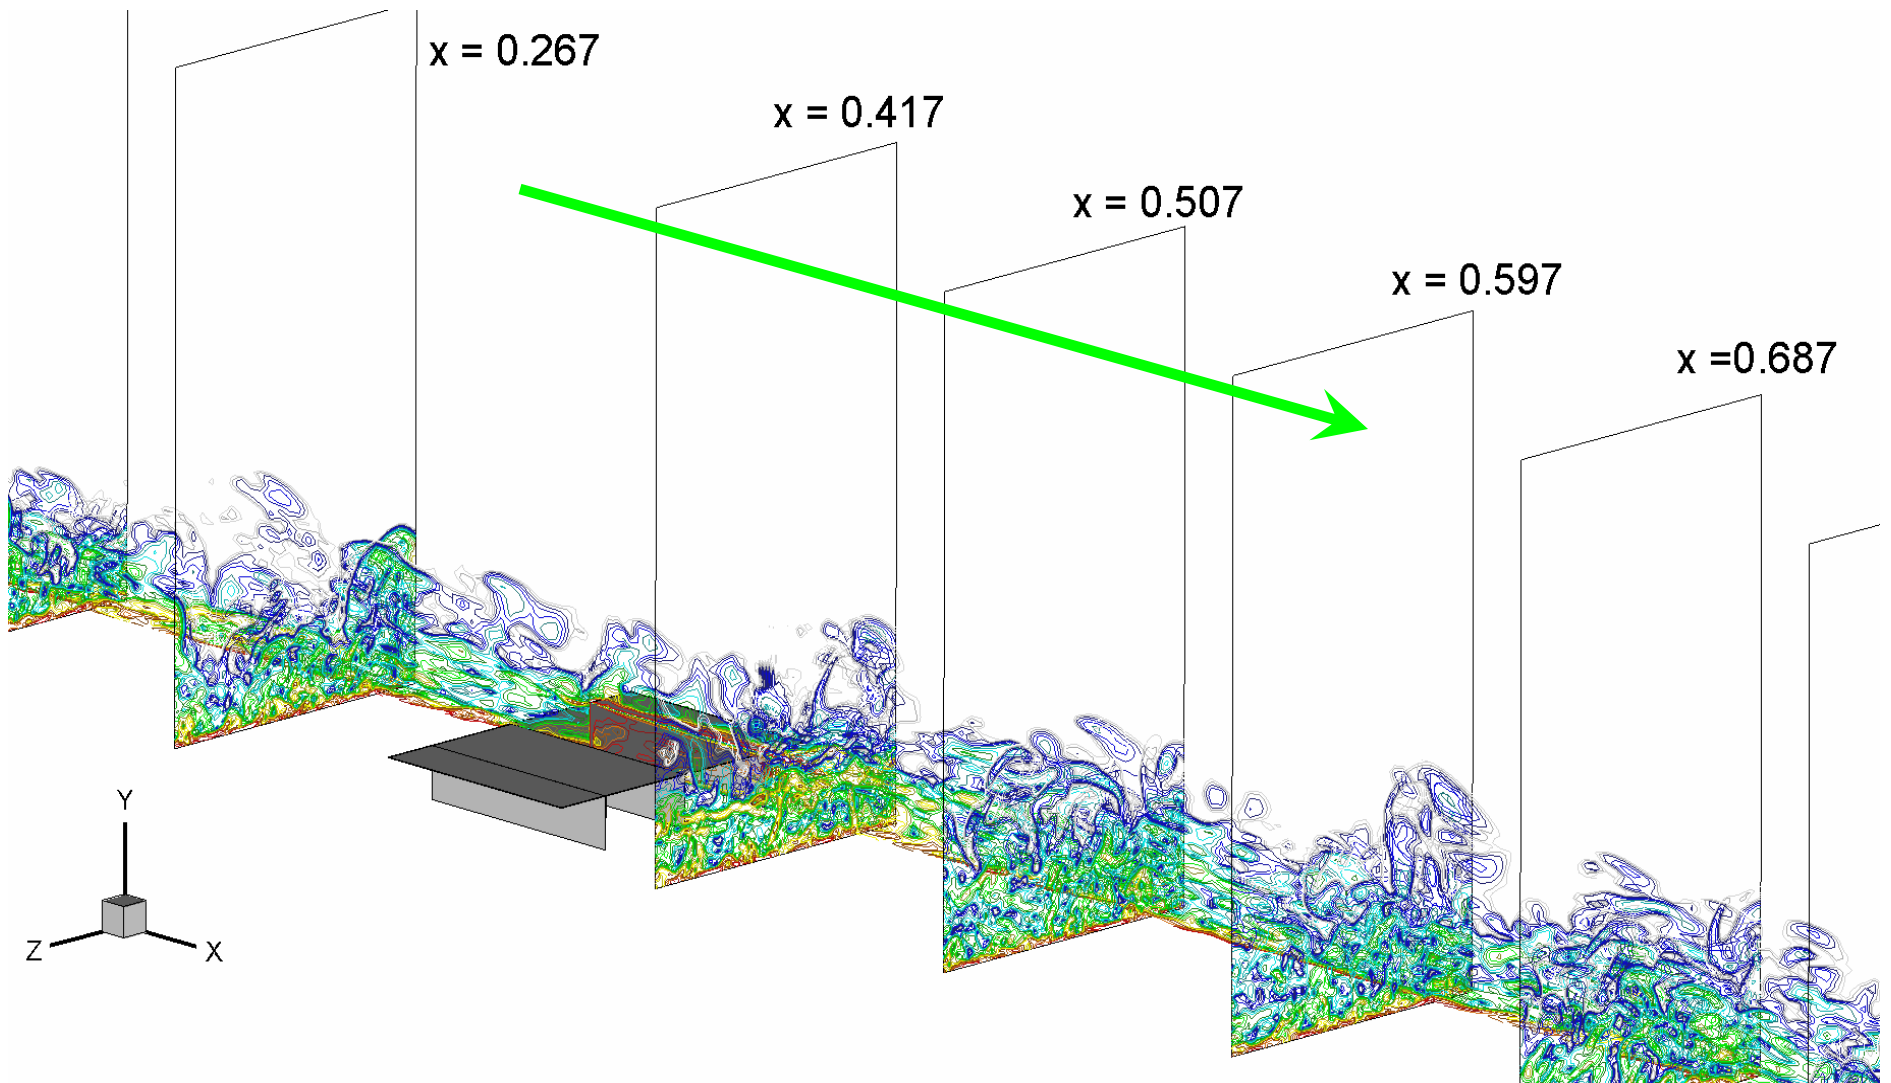 x = 0.267
x = 0.417
x = 0.507
x = 0.597
x =0.687
Y
Z
X